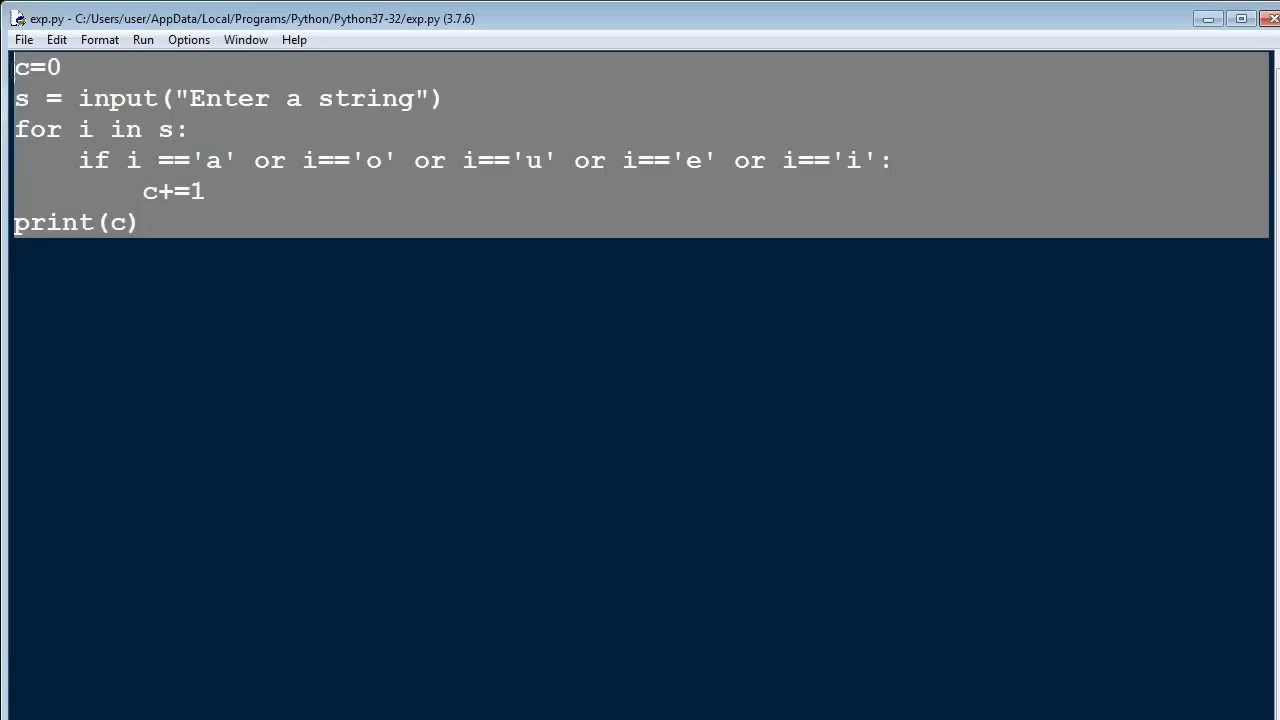 exp.py - C:/Users/user/AppData/Local/Programs/Python/Python37-32/exp.py (3.7.6)
File Edit Format Run Options Window Help
c=0
s = input("Enter a string")
for i in s:
    if i =='a' or i=='o' or i=='u' or i=='e' or i=='i':
        c+=1
print(c)